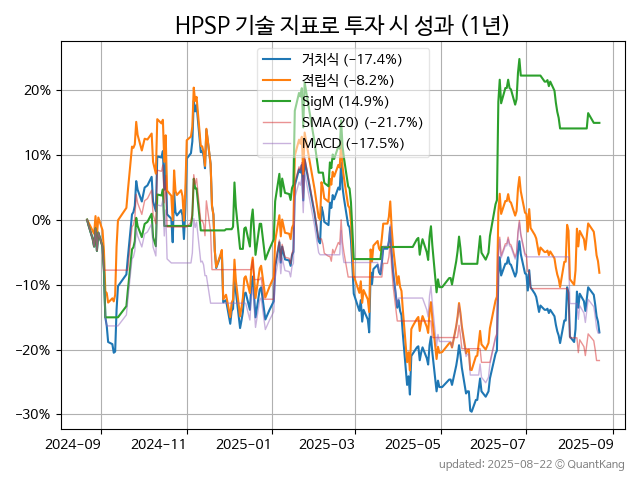 HPSP 기술 지표로 투자 시 성과 (1년)
거치식 (−17.4%)
적립식 (−8.2%)
SigM (14.9%)
SMA(20) (−21.7%)
MACD (−17.5%)
20%
10%
0%
−10%
−20%
−30%
2024-09 2024-11 2025-01 2025-03 2025-05 2025-07 2025-09
updated: 2025-08-22 © QuantKang